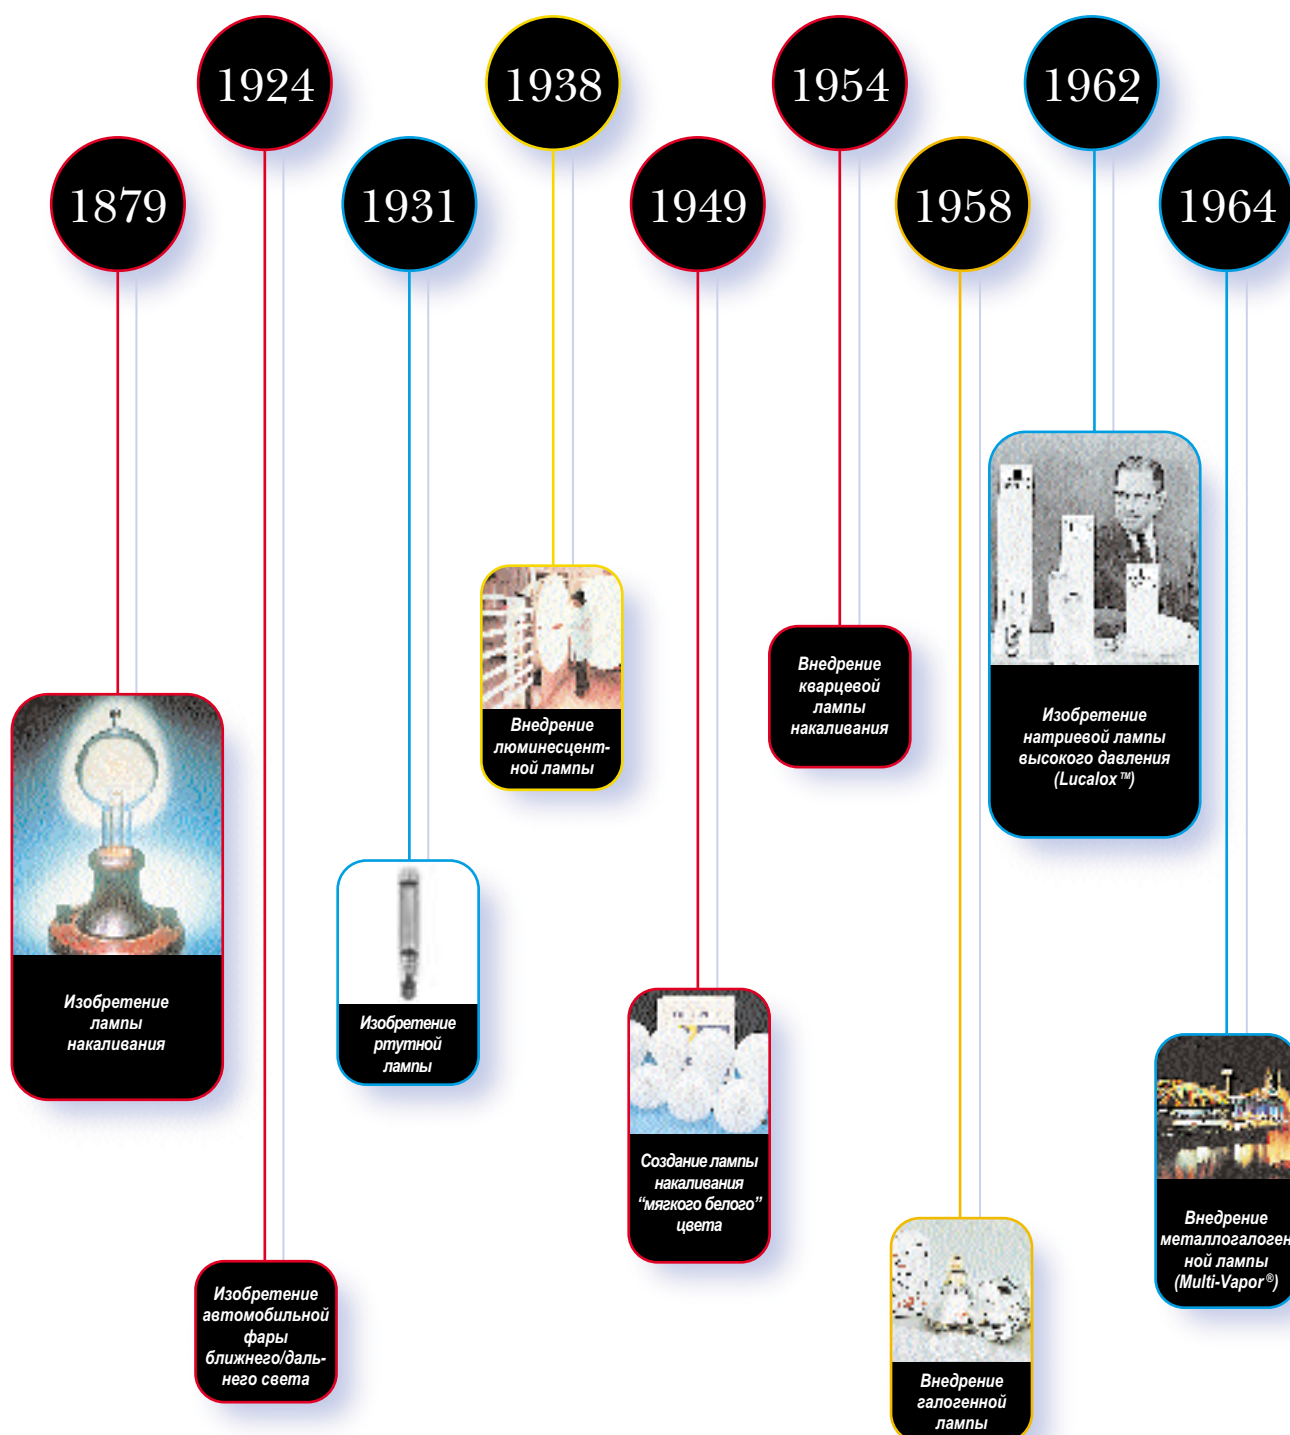 1879
Изобретение
лампы
накаливания
1924
Изобретение
автомобильной
фары
ближнего/даль-
него света
1931
Изобретение
ртутной
лампы
1938
Внедрение
люминесцент-
ной лампы
1949
Создание лампы
накаливания
“мягкого белого”
цвета
1954
Внедрение
кварцевой
лампы
накаливания
1958
Внедрение
галогенной
лампы
1962
Изобретение
натриевой лампы
высокого давления
(Lucalox™)
1964
Внедрение
металлогалоген
ной лампы
(Multi-Vapor®)